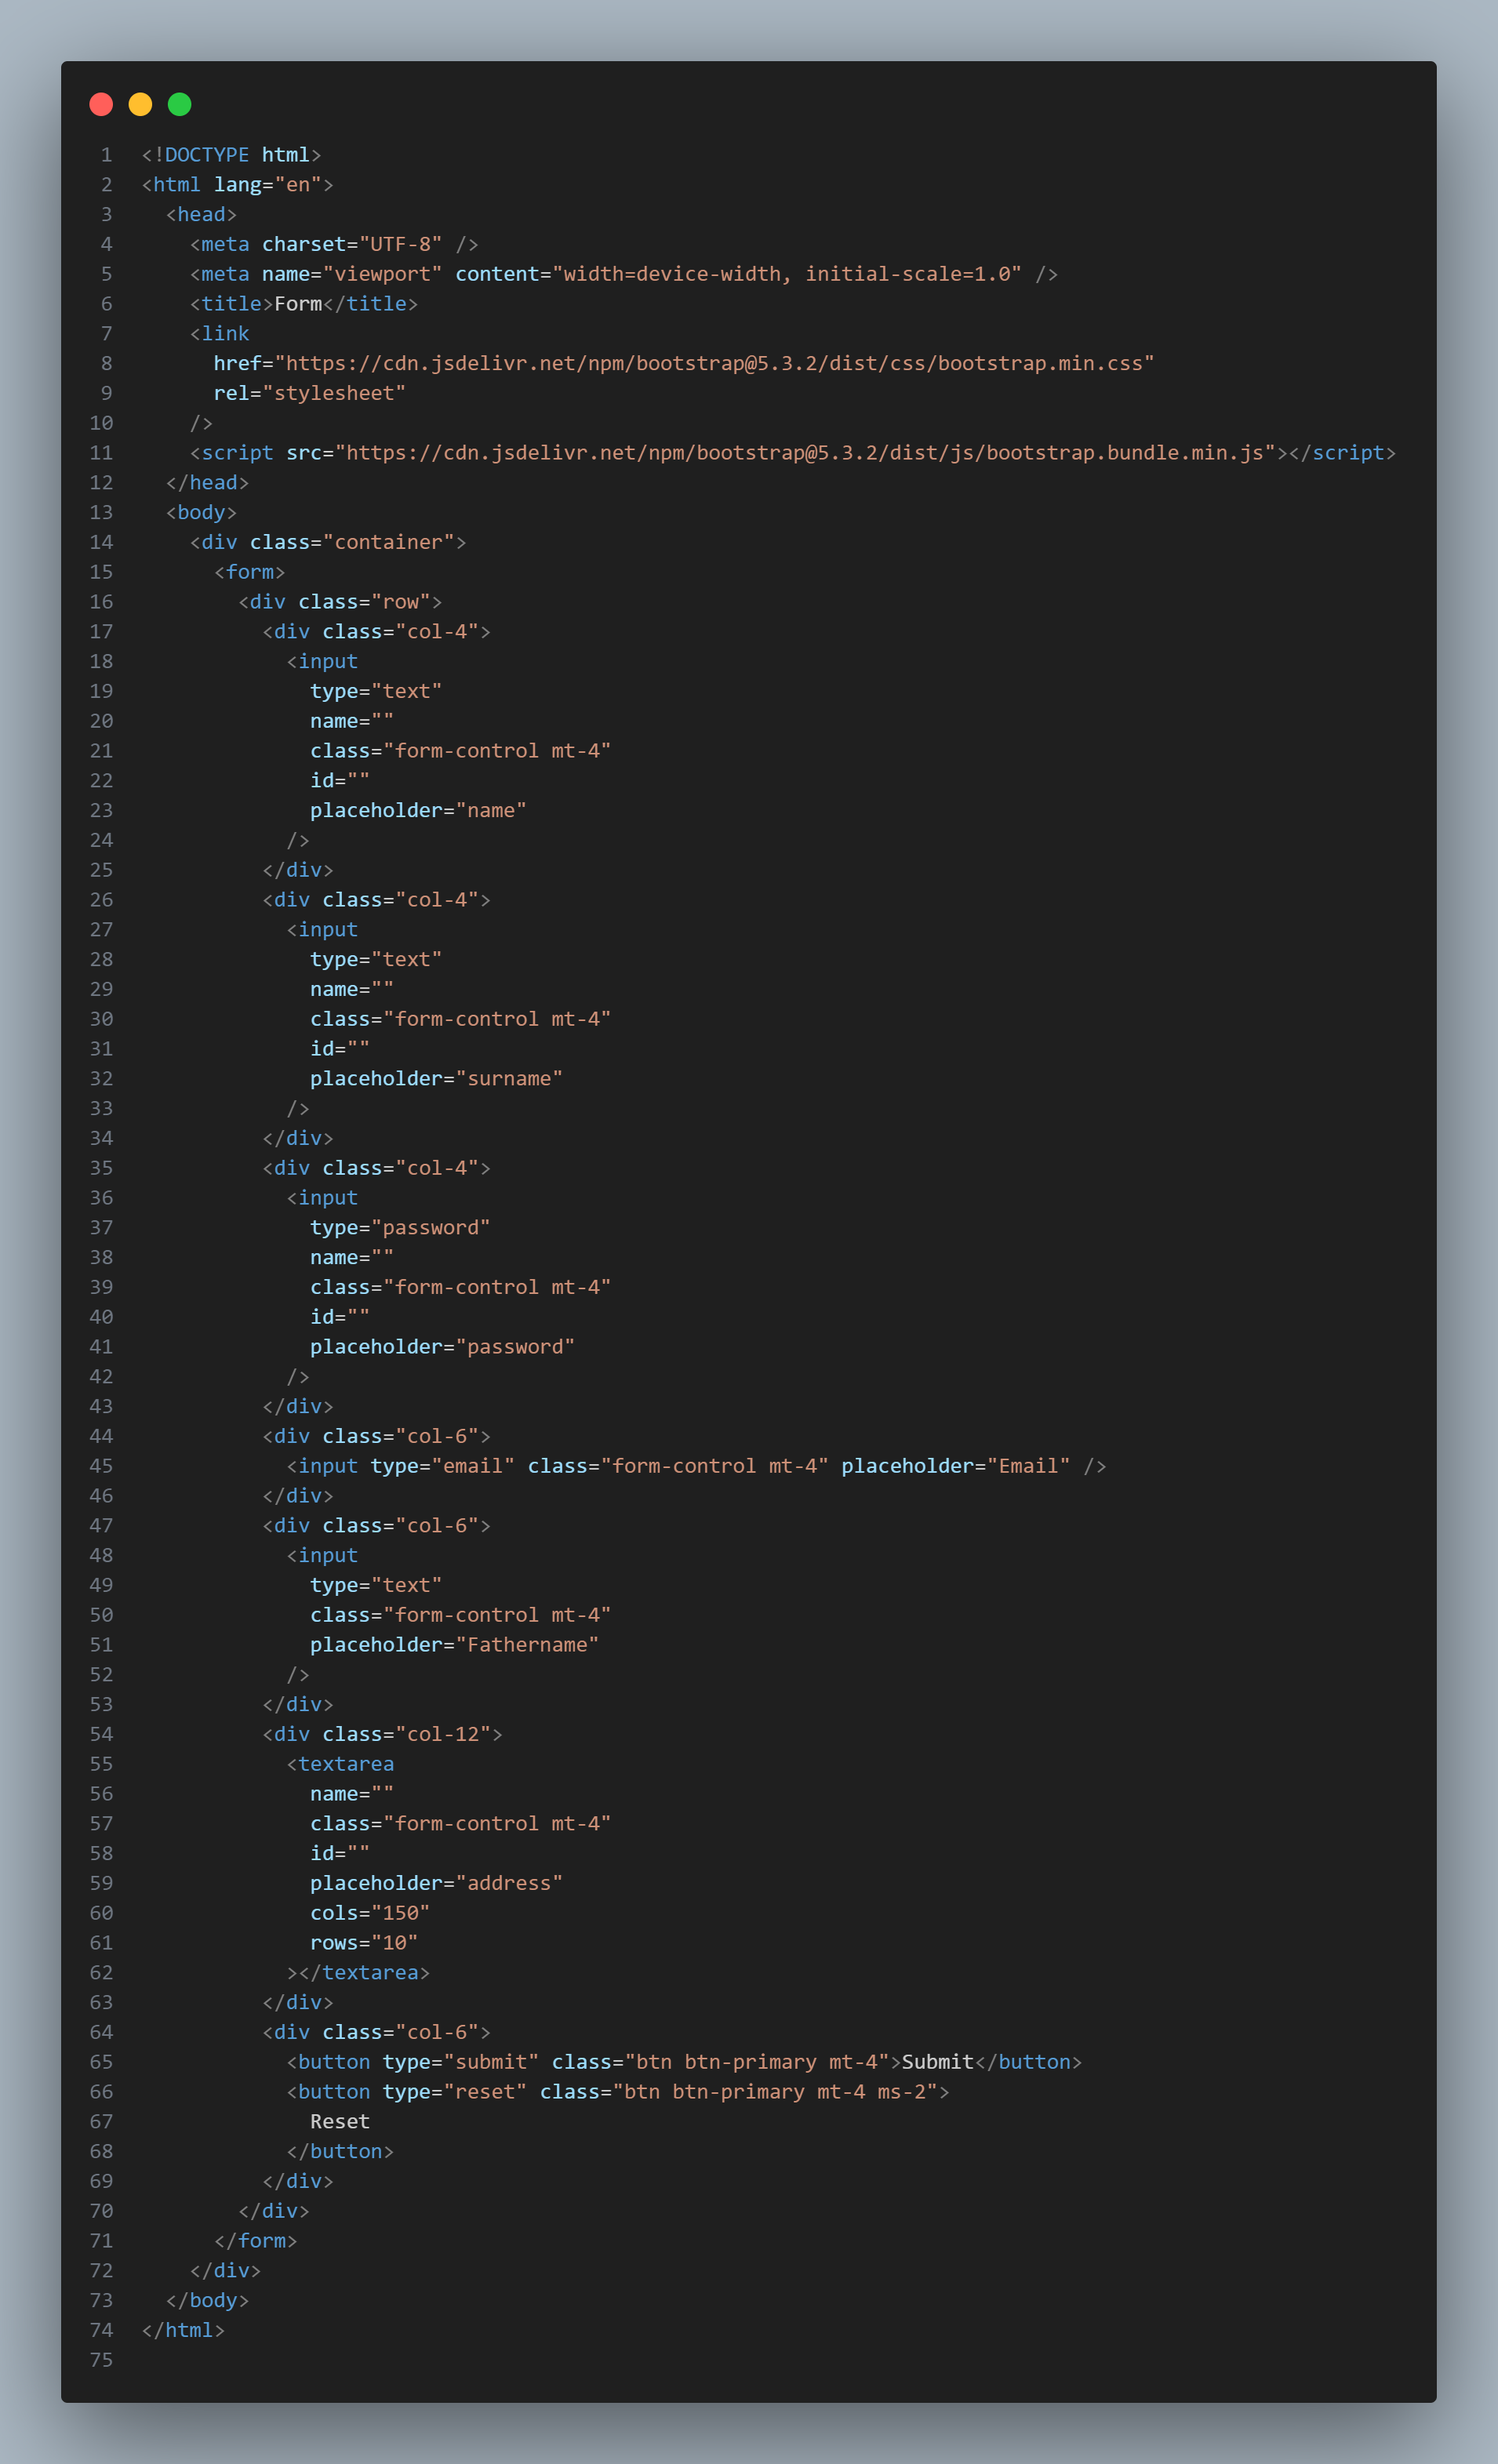 1 <!DOCTYPE html>
2 <html lang="en">
3   <head>
4     <meta charset="UTF-8" />
5     <meta name="viewport" content="width=device-width, initial-scale=1.0" />
6     <title>Form</title>
7     <link
8       href="https://cdn.jsdelivr.net/npm/bootstrap@5.3.2/dist/css/bootstrap.min.css"
9       rel="stylesheet"
10     />
11     <script src="https://cdn.jsdelivr.net/npm/bootstrap@5.3.2/dist/js/bootstrap.bundle.min.js"></script>
12   </head>
13   <body>
14     <div class="container">
15       <form>
16         <div class="row">
17           <div class="col-4">
18             <input
19               type="text"
20               name=""
21               class="form-control mt-4"
22               id=""
23               placeholder="name"
24             />
25           </div>
26           <div class="col-4">
27             <input
28               type="text"
29               name=""
30               class="form-control mt-4"
31               id=""
32               placeholder="surname"
33             />
34           </div>
35           <div class="col-4">
36             <input
37               type="password"
38               name=""
39               class="form-control mt-4"
40               id=""
41               placeholder="password"
42             />
43           </div>
44           <div class="col-6">
45             <input type="email" class="form-control mt-4" placeholder="Email" />
46           </div>
47           <div class="col-6">
48             <input
49               type="text"
50               class="form-control mt-4"
51               placeholder="Fathername"
52             />
53           </div>
54           <div class="col-12">
55             <textarea
56               name=""
57               class="form-control mt-4"
58               id=""
59               placeholder="address"
60               cols="150"
61               rows="10"
62             ></textarea>
63           </div>
64           <div class="col-6">
65             <button type="submit" class="btn btn-primary mt-4">Submit</button>
66             <button type="reset" class="btn btn-primary mt-4 ms-2">
67               Reset
68             </button>
69           </div>
70         </div>
71       </form>
72     </div>
73   </body>
74 </html>
75